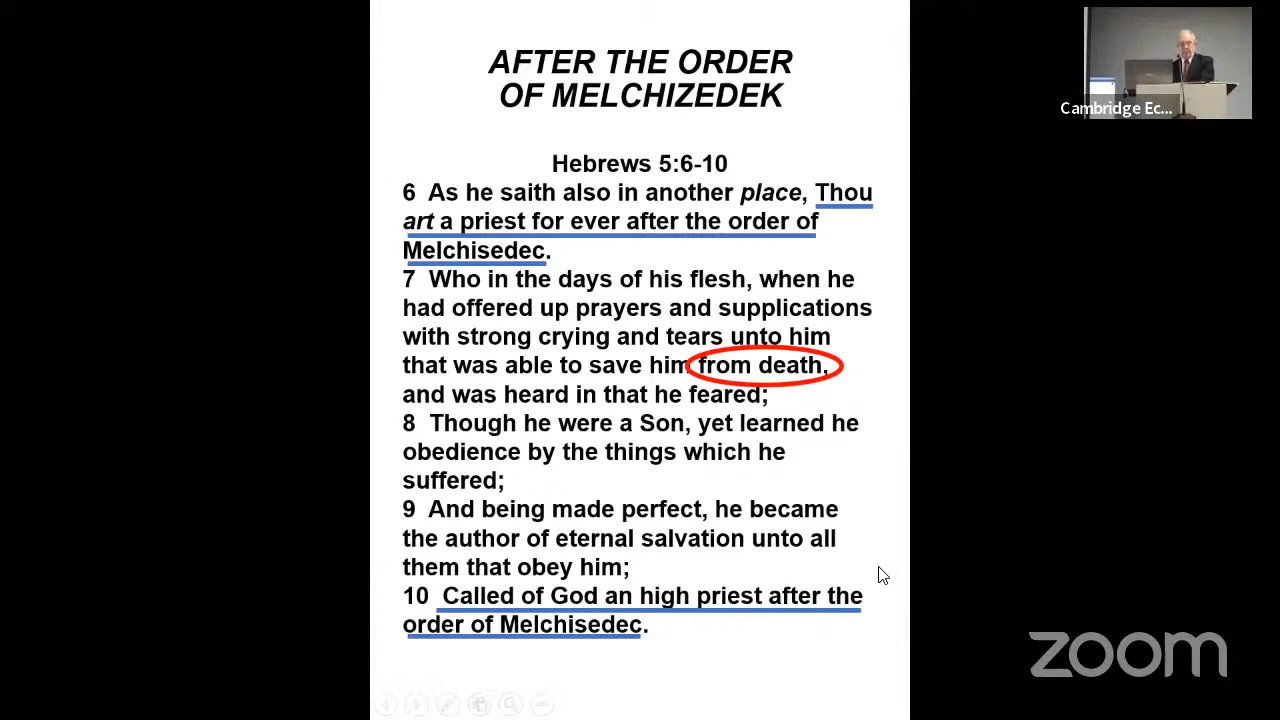 AFTER THE ORDER
OF MELCHIZEDEK
Cambridge Ec...
Hebrews 5:6-10
6 As he saith also in another place, Thou
art a priest for ever after the order of
Melchisedec.
7 Who in the days of his flesh, when he
had offered up prayers and supplications
with strong crying and tears unto him
that was able to save him from death,
and was heard in that he feared;
8 Though he were a Son, yet learned he
obedience by the things which he
suffered;
9 And being made perfect, he became
the author of eternal salvation unto all
them that obey him;
10 Called of God an high priest after the
order of Melchisedec.
zoom